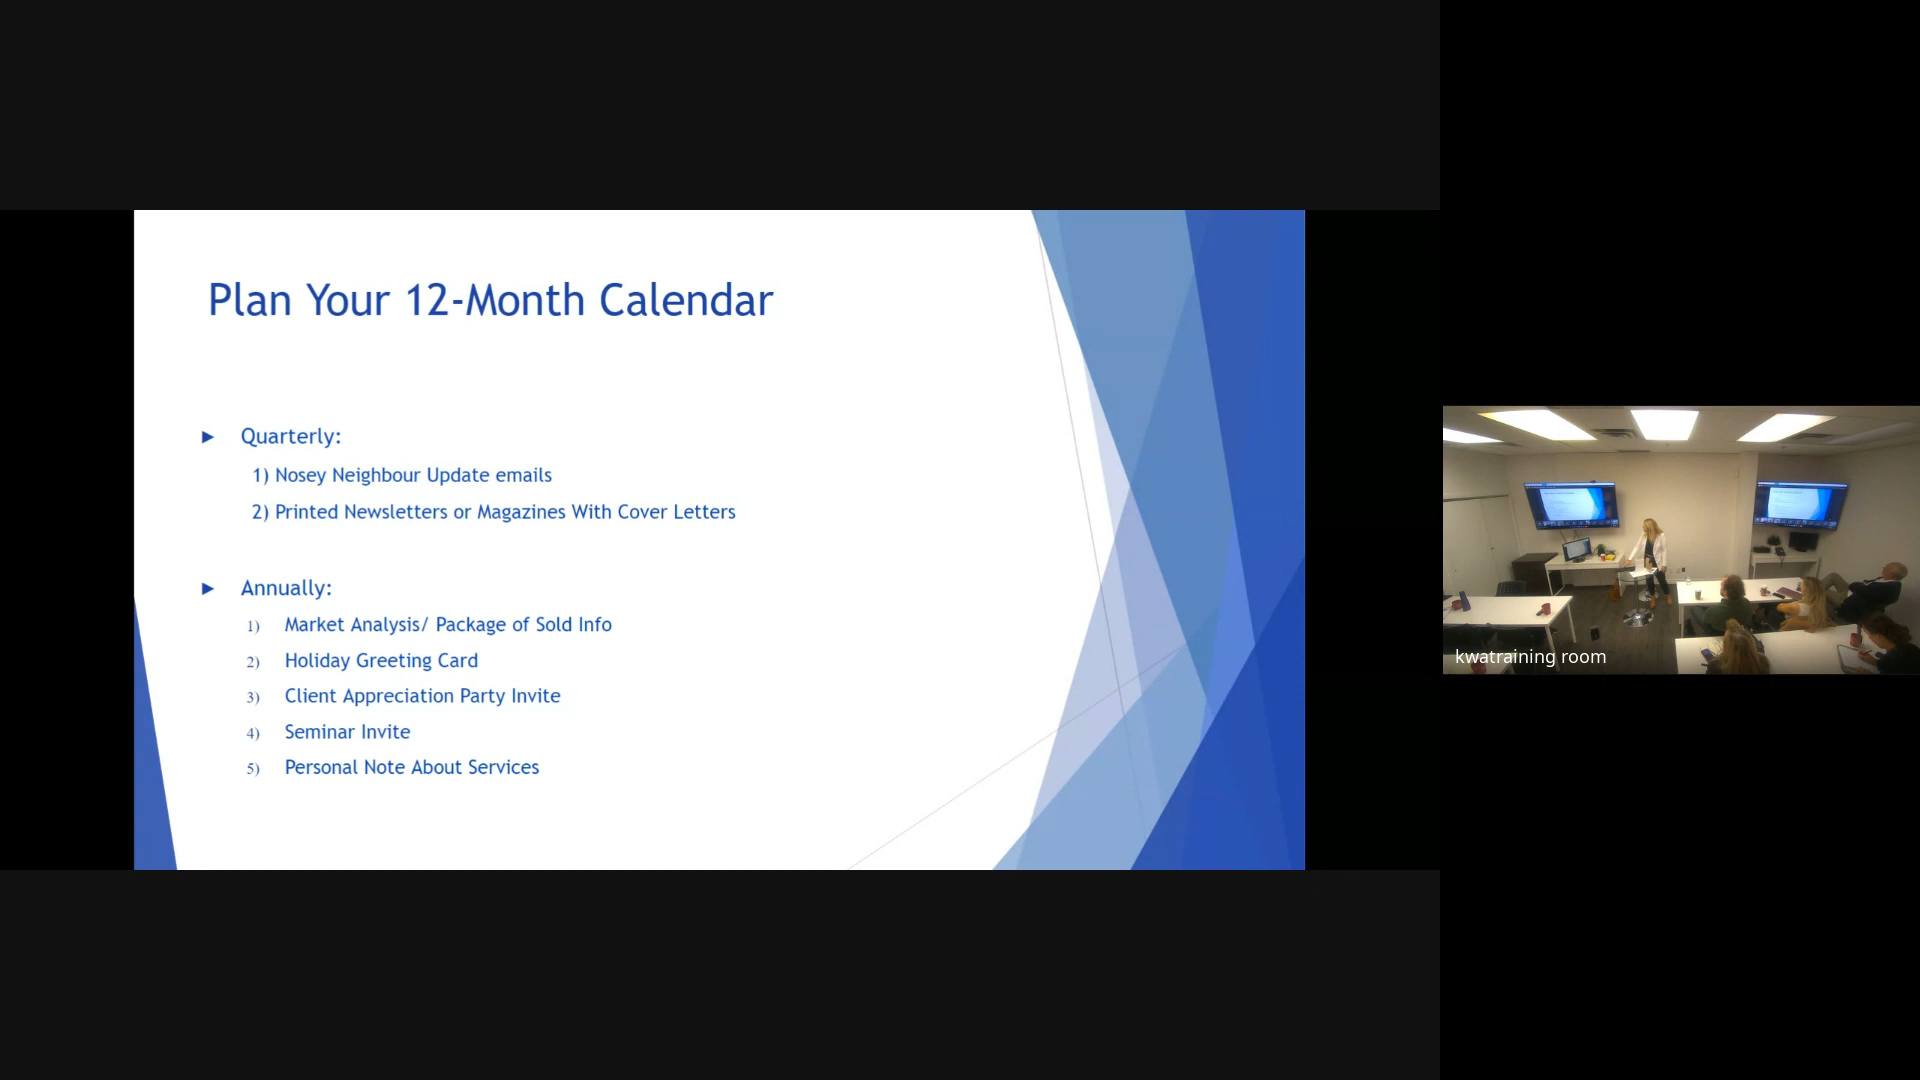 Plan Your 12-Month Calendar
► Quarterly:
1) Nosey Neighbour Update emails
2) Printed Newsletters or Magazines With Cover Letters
► Annually:
1) Market Analysis/ Package of Sold Info
2) Holiday Greeting Card
3) Client Appreciation Party Invite
4) Seminar Invite
5) Personal Note About Services
kwatraining room